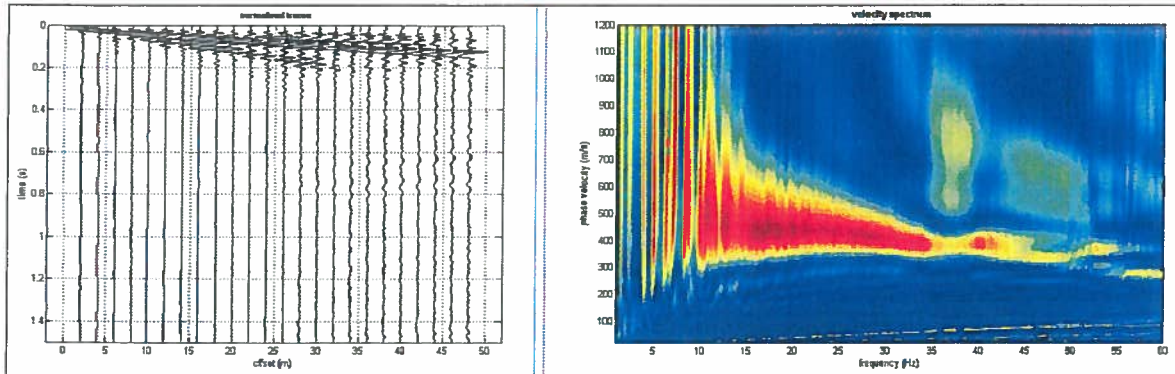 normalized traces
0
0.2
0.4
0.6
0.8
1
1.2
1.4
time (s)
0 5 10 15 20 25 30 35 40 45 50
offset (m)
velocity spectrum
1200
1100
1000
900
800
700
600
500
400
300
200
100
phase velocity (m/s)
5 10 15 20 25 30 35 40 45 50 55 60
frequency (Hz)